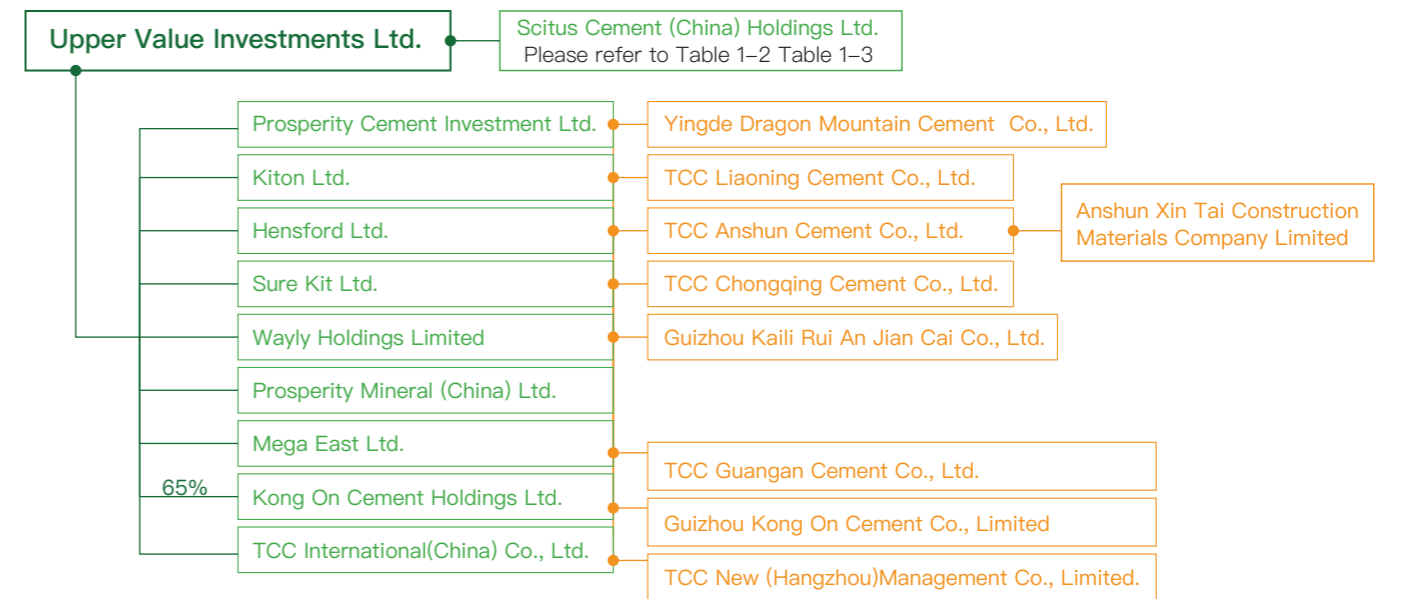 Upper Value Investments Ltd.
Scitus Cement (China) Holdings Ltd.
Please refer to Table 1–2 Table 1–3
Prosperity Cement Investment Ltd.
Yingde Dragon Mountain Cement Co., Ltd.
Kiton Ltd.
TCC Liaoning Cement Co., Ltd.
Hensford Ltd.
TCC Anshun Cement Co., Ltd.
Anshun Xin Tai Construction
Materials Company Limited
Sure Kit Ltd.
TCC Chongqing Cement Co., Ltd.
Wayly Holdings Limited
Guizhou Kaili Rui An Jian Cai Co., Ltd.
Prosperity Mineral (China) Ltd.
Mega East Ltd.
TCC Guangan Cement Co., Ltd.
65%
Kong On Cement Holdings Ltd.
Guizhou Kong On Cement Co., Limited
TCC International(China) Co., Ltd.
TCC New (Hangzhou)Management Co., Limited.